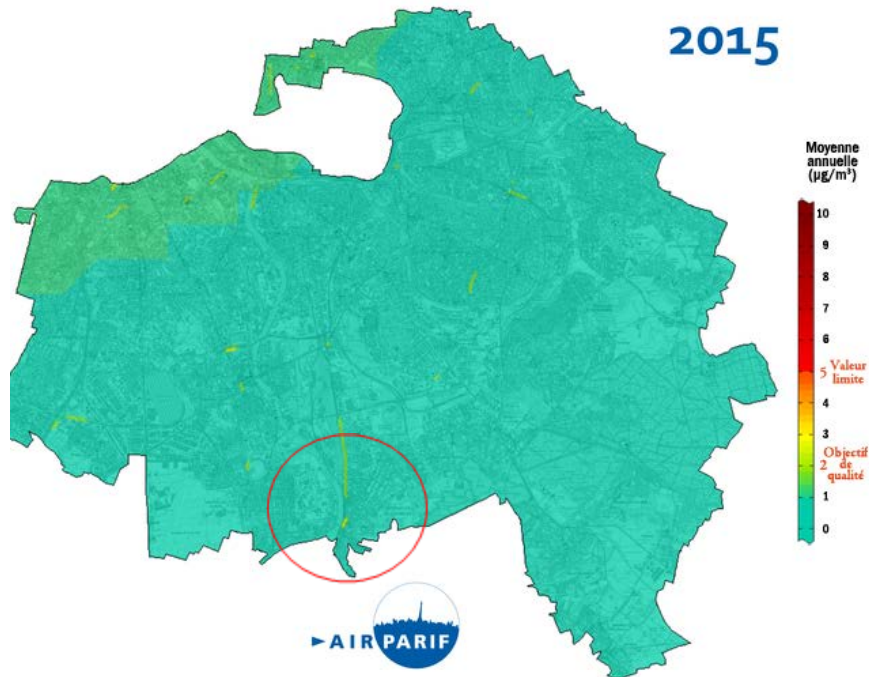 2015
Moyenne
annuelle
(µg/m³)
10
9
8
7
6
5 Valeur
limite
4
3
Objectif
2 de
qualité
1
0
AIRPARIF